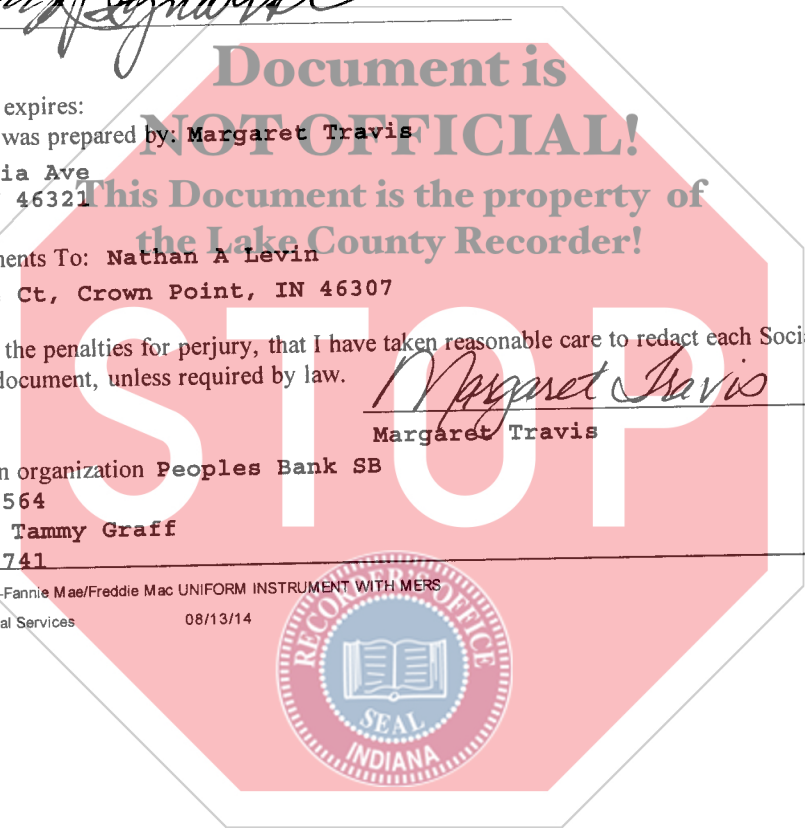 Document is
expires:
NOT OFFICIAL!
was prepared by: Margaret Travis
ia Ave
46321
This Document is the property of
the Lake County Recorder!
ents To: Nathan A Levin
Ct, Crown Point, IN 46307
STOP
the penalties for perjury, that I have taken reasonable care to redact each Soci
document, unless required by law.
Margaret Travis
Margaret Travis
n organization Peoples Bank SB
564
Tammy Graff
741
-Fannie Mae/Freddie Mac UNIFORM INSTRUMENT WITH MERS
al Services 08/13/14
RECORDER'S OFFICE
SEAL
INDIANA